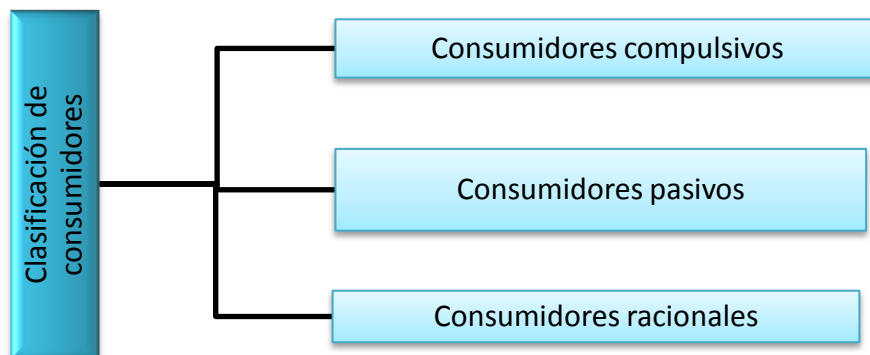 Clasificación de
consumidores
Consumidores compulsivos
Consumidores pasivos
Consumidores racionales